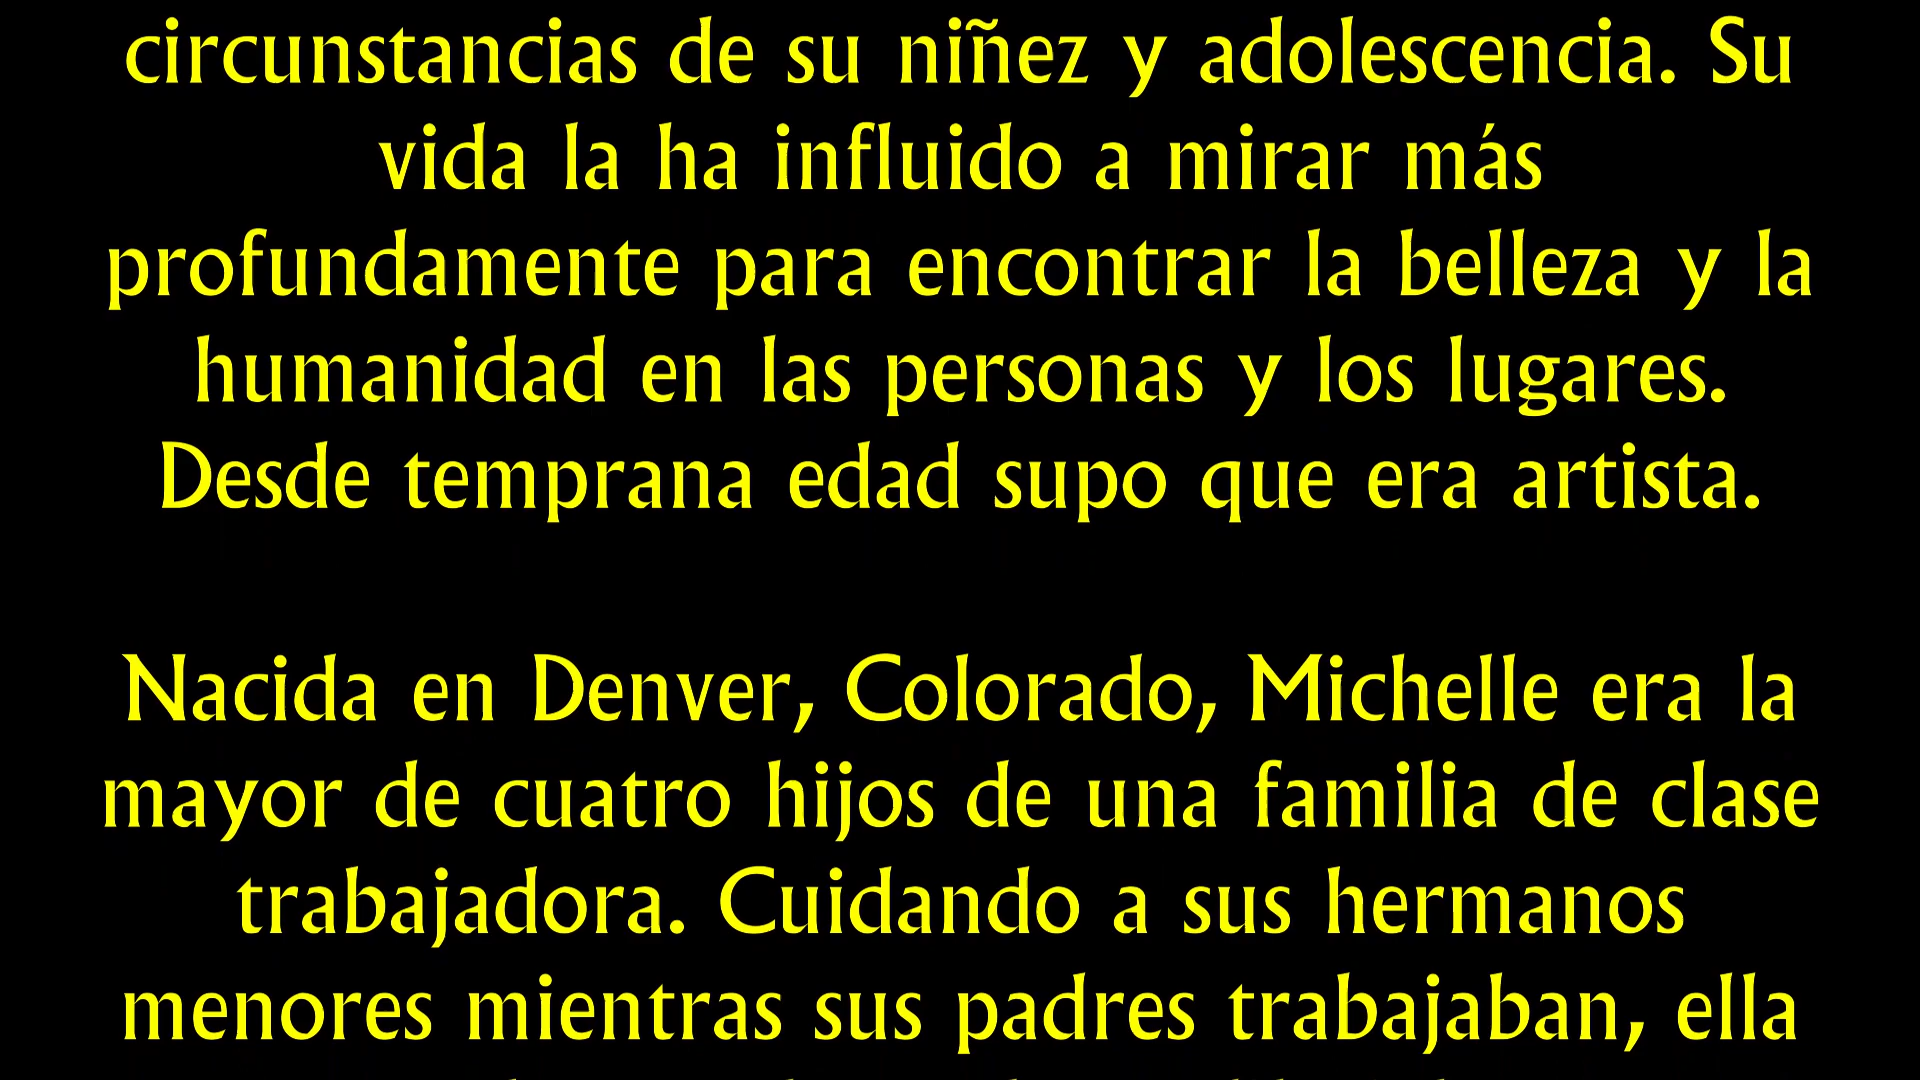 circunstancias de su niñez y adolescencia. Su
vida la ha influido a mirar más
profundamente para encontrar la belleza y la
humanidad en las personas y los lugares.
Desde temprana edad supo que era artista.
Nacida en Denver, Colorado, Michelle era la
mayor de cuatro hijos de una familia de clase
trabajadora. Cuidando a sus hermanos
menores mientras sus padres trabajaban, ella